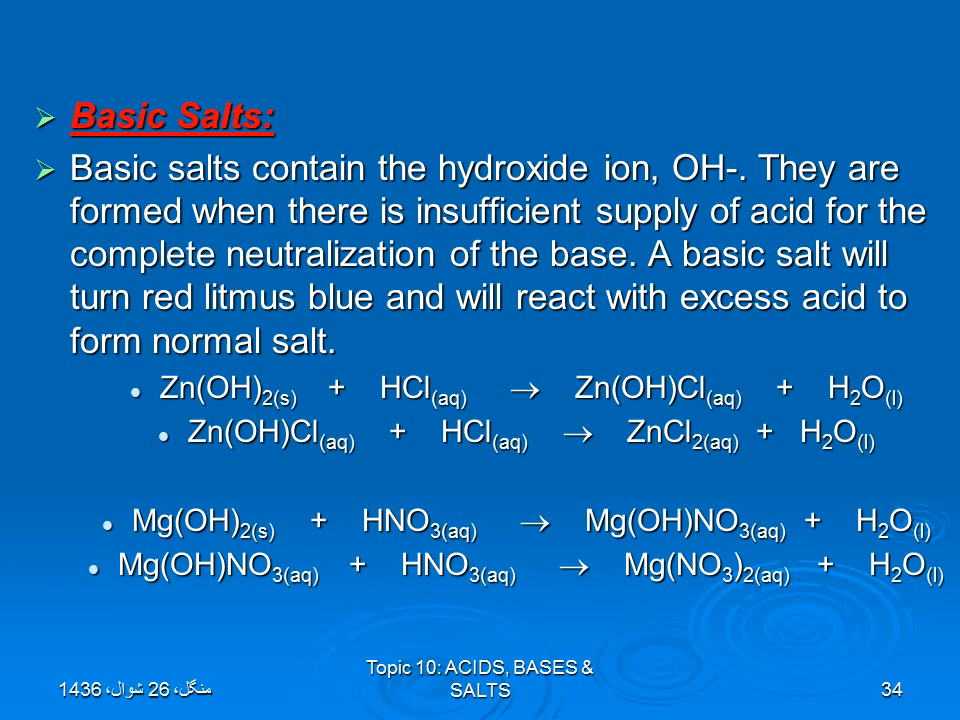 Basic Salts:
Basic salts contain the hydroxide ion, OH-. They are
formed when there is insufficient supply of acid for the
complete neutralization of the base. A basic salt will
turn red litmus blue and will react with excess acid to
form normal salt.
Zn(OH)2(s) + HCl(aq) → Zn(OH)Cl(aq) + H2O(l)
Zn(OH)Cl(aq) + HCl(aq) → ZnCl2(aq) + H2O(l)
Mg(OH)2(s) + HNO3(aq) → Mg(OH)NO3(aq) + H2O(l)
Mg(OH)NO3(aq) + HNO3(aq) → Mg(NO3)2(aq) + H2O(l)
منگل، 26 شوال، 1436
Topic 10: ACIDS, BASES &
SALTS
34